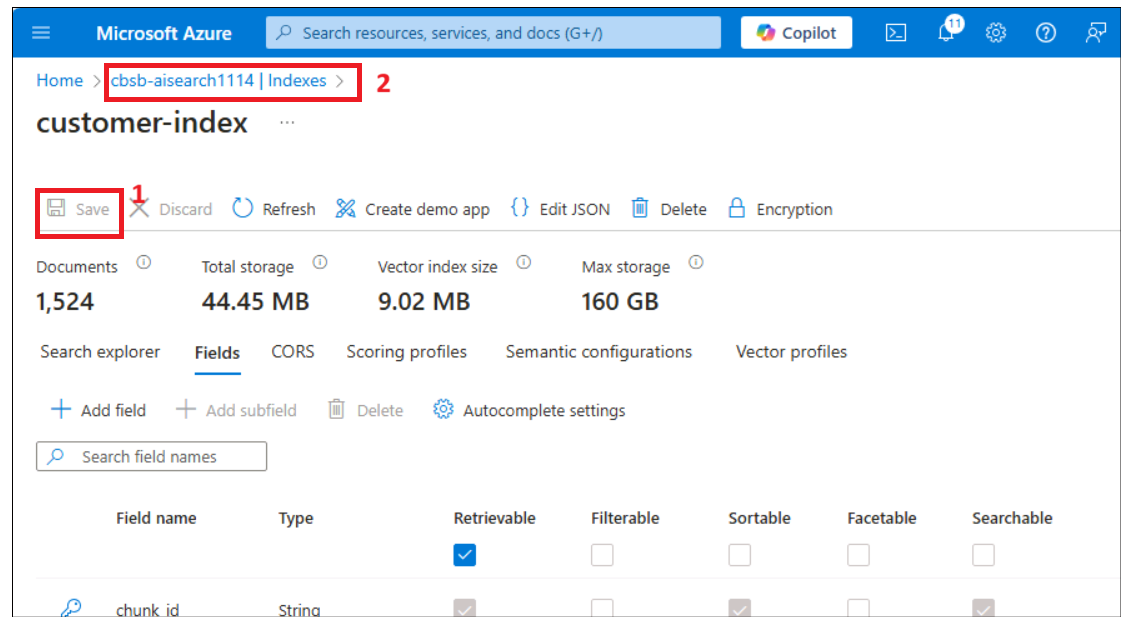 Microsoft Azure Search resources, services, and docs (G+/) Copilot 11
Home > cbsb-aisearch1114 | Indexes > 2
customer-index ...
1
Save Discard Refresh Create demo app {} Edit JSON Delete Encryption
Documents Total storage Vector index size Max storage
1,524 44.45 MB 9.02 MB 160 GB
Search explorer Fields CORS Scoring profiles Semantic configurations Vector profiles
+ Add field + Add subfield Delete Autocomplete settings
Search field names
Field name Type Retrievable Filterable Sortable Facetable Searchable
chunk_id String